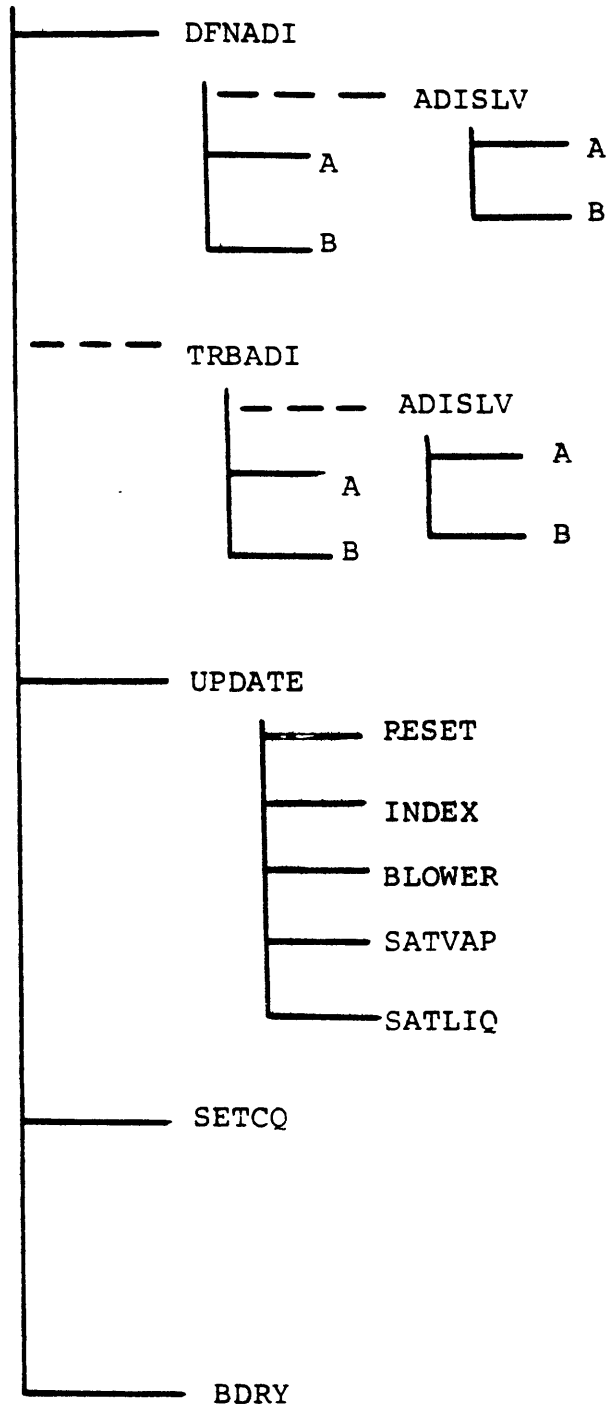 DFNADI
ADISLV
A
A
B
B
TRBADI
ADISLV
A
A
B
B
UPDATE
RESET
INDEX
BLOWER
SATVAP
SATLIQ
SETCQ
BDRY